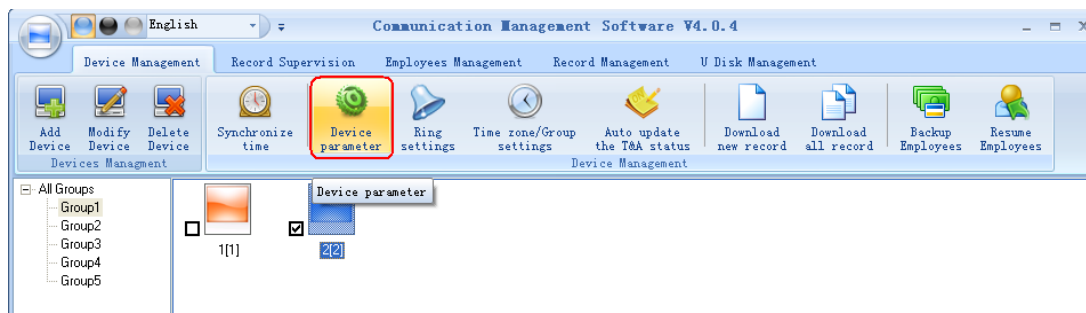 English
Communication Management Software V4.0.4
Device Management Record Supervision Employees Management Record Management U Disk Management
Add Modify Delete Synchronize Device Ring Time zone/Group Auto update Download Download Backup Resume
Device Device Device time parameter settings settings the T&A status new record all record Employees Employees
Devices Managment Device Management
All Groups
Device parameter
Group1
Group2
Group3
1[1] 2[2]
Group4
Group5